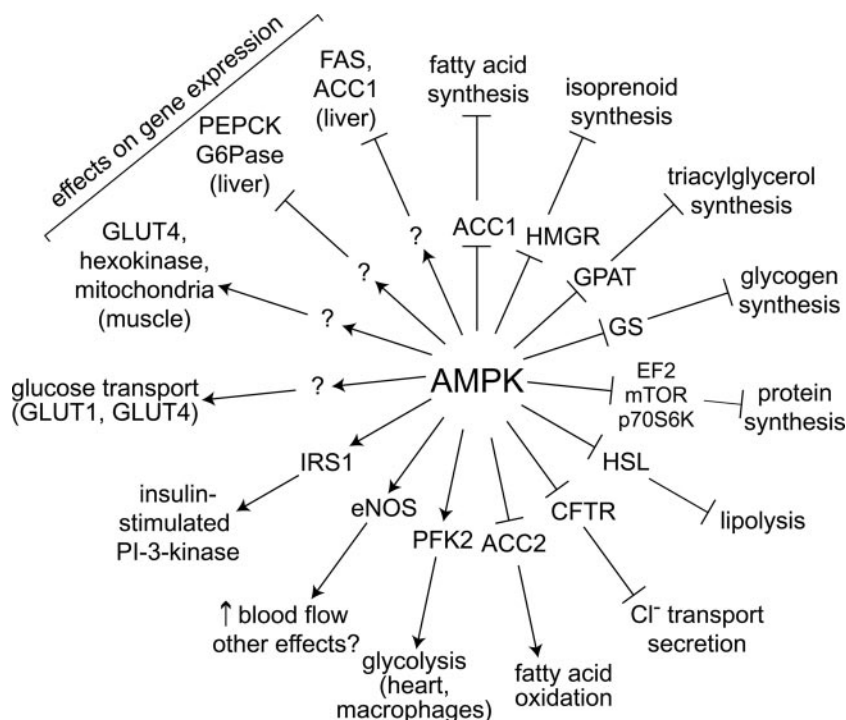 effects on gene expression
FAS,
ACC1
(liver)
fatty acid
synthesis
isoprenoid
synthesis
PEPCK
G6Pase
(liver)
triacylglycerol
synthesis
GLUT4,
hexokinase,
mitochondria
(muscle)
?
?
?
ACC1
HMGR
GPAT
GS
glycogen
synthesis
glucose transport
(GLUT1, GLUT4)
?
AMPK
EF2
mTOR
p70S6K
protein
synthesis
IRS1
HSL
insulin-
stimulated
PI-3-kinase
eNOS
PFK2
ACC2
CFTR
lipolysis
↑ blood flow
other effects?
glycolysis
(heart,
macrophages)
fatty acid
oxidation
Cl⁻ transport
secretion